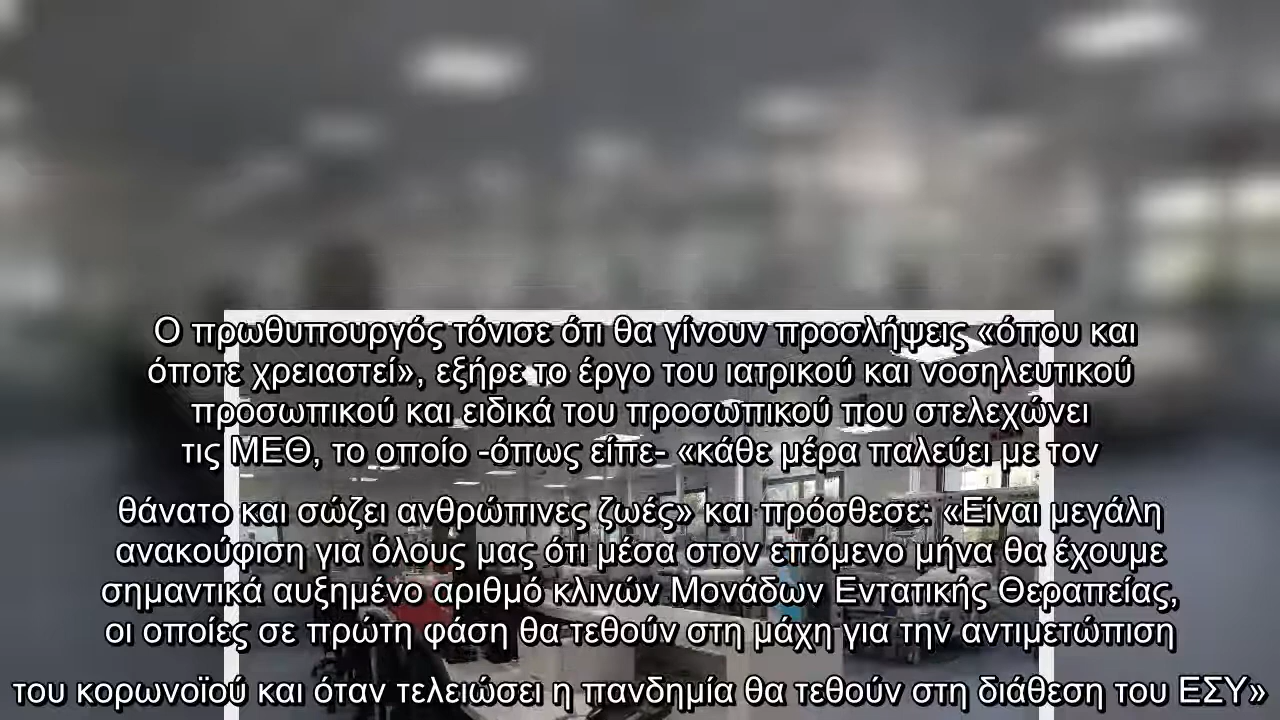 Ο πρωθυπουργός τόνισε ότι θα γίνουν προσλήψεις «όπου και
όποτε χρειαστεί», εξήρε το έργο του ιατρικού και νοσηλευτικού
προσωπικού και ειδικά του προσωπικού που στελεχώνει
τις ΜΕΘ, το οποίο -όπως είπε- «κάθε μέρα παλεύει με τον
θάνατο και σώζει ανθρώπινες ζωές» και πρόσθεσε: «Είναι μεγάλη
ανακούφιση για όλους μας ότι μέσα στον επόμενο μήνα θα έχουμε
σημαντικά αυξημένο αριθμό κλινών Μονάδων Εντατικής Θεραπείας,
οι οποίες σε πρώτη φάση θα τεθούν στη μάχη για την αντιμετώπιση
του κορωνοϊού και όταν τελειώσει η πανδημία θα τεθούν στη διάθεση του ΕΣΥ»